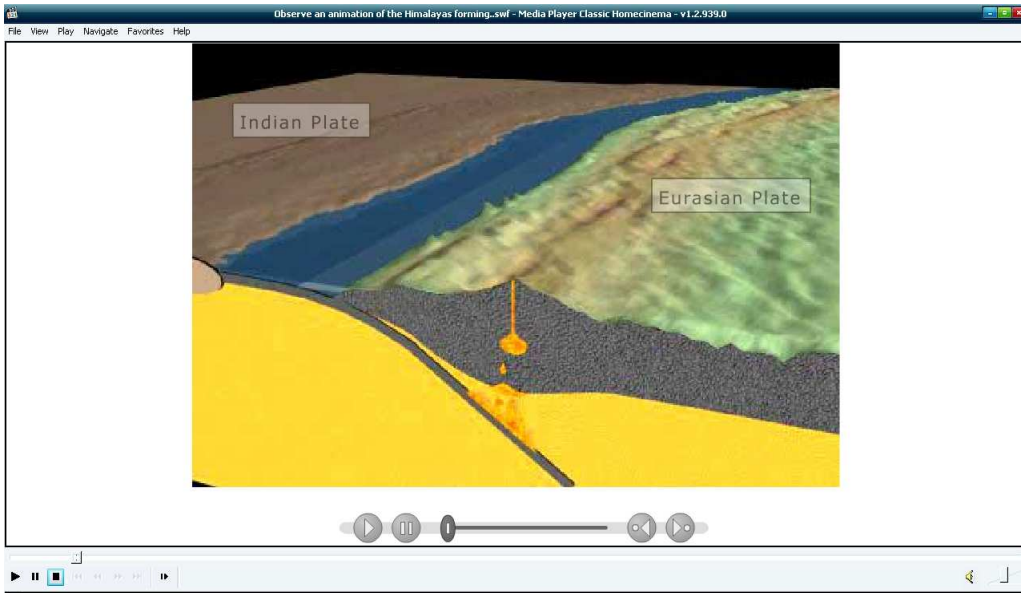 Observe an animation of the Himalayas forming..swf - Media Player Classic Homecinema - v1.2.939.0
File View Play Navigate Favorites Help
Indian Plate
Eurasian Plate